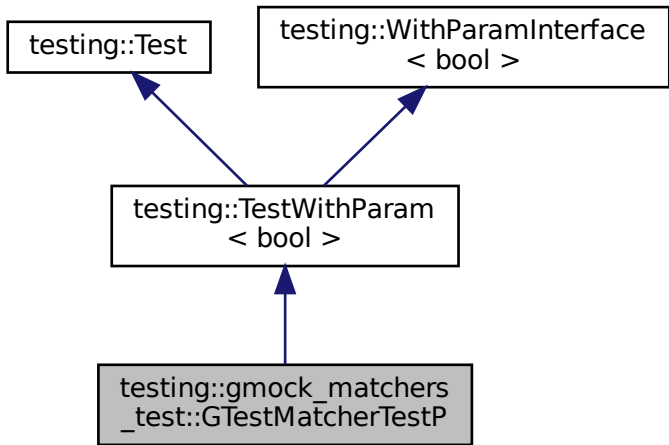 testing::Test
testing::WithParamInterface
< bool >
testing::TestWithParam
< bool >
testing::gmock_matchers
_test::GTestMatcherTestP